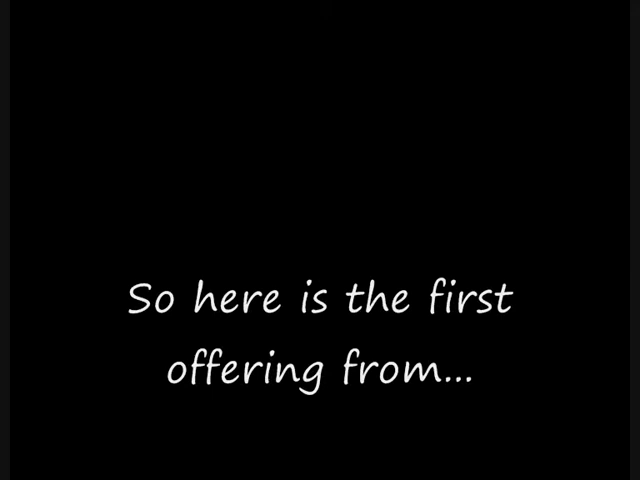 So here is the first
offering from...